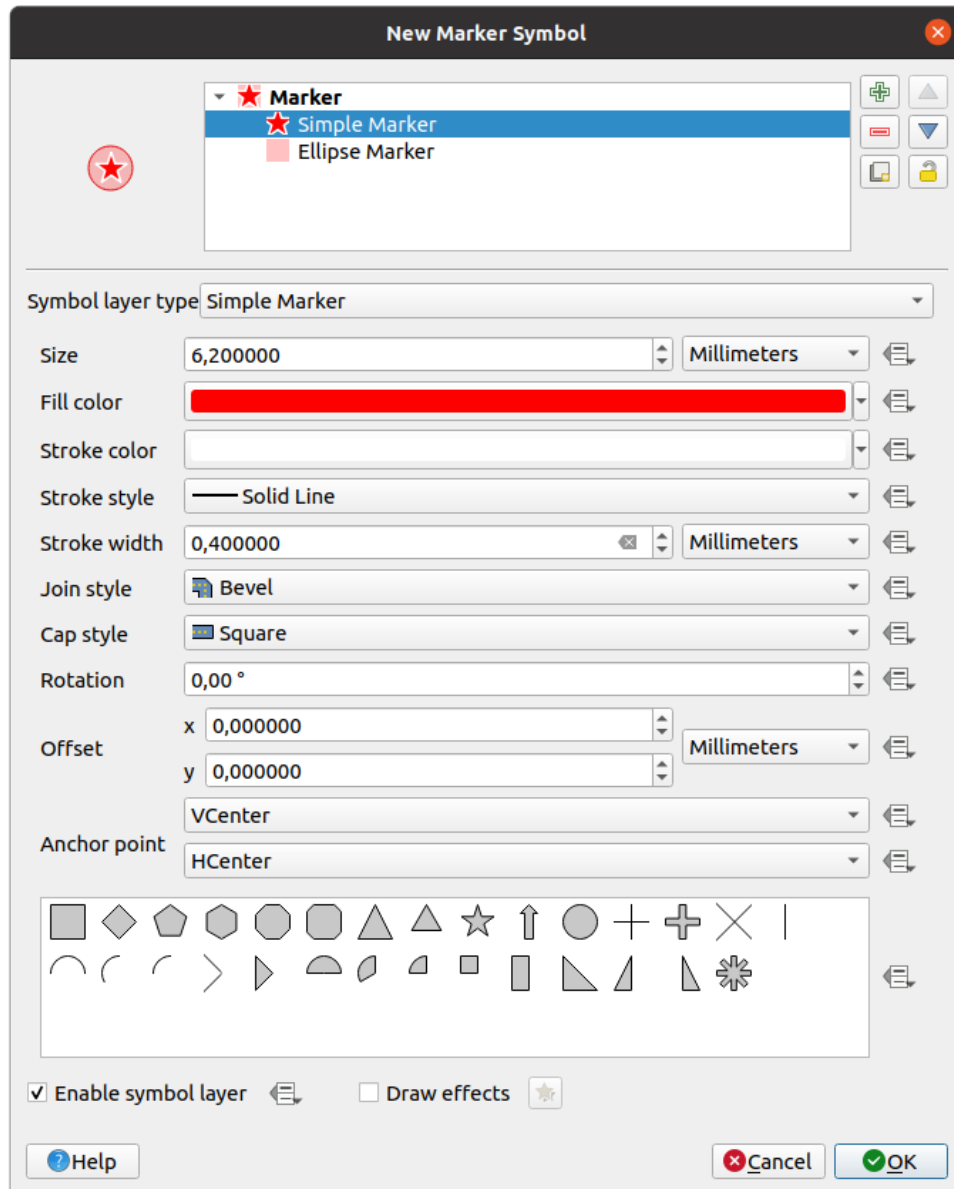 New Marker Symbol
Marker
Simple Marker
Ellipse Marker
Symbol layer type Simple Marker
Size 6,200000 Millimeters
Fill color
Stroke color
Stroke style Solid Line
Stroke width 0,400000 Millimeters
Join style Bevel
Cap style Square
Rotation 0,00 °
x 0,000000
Offset Millimeters
y 0,000000
VCenter
Anchor point
HCenter
Enable symbol layer Draw effects
Help Cancel OK